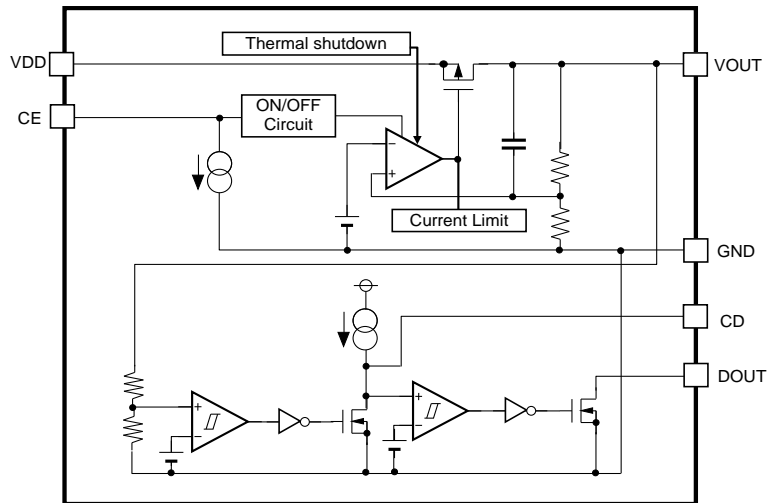 Thermal shutdown
VDD
VOUT
CE
ON/OFF
Circuit
−
+
Current Limit
GND
CD
DOUT
+
−
+
−